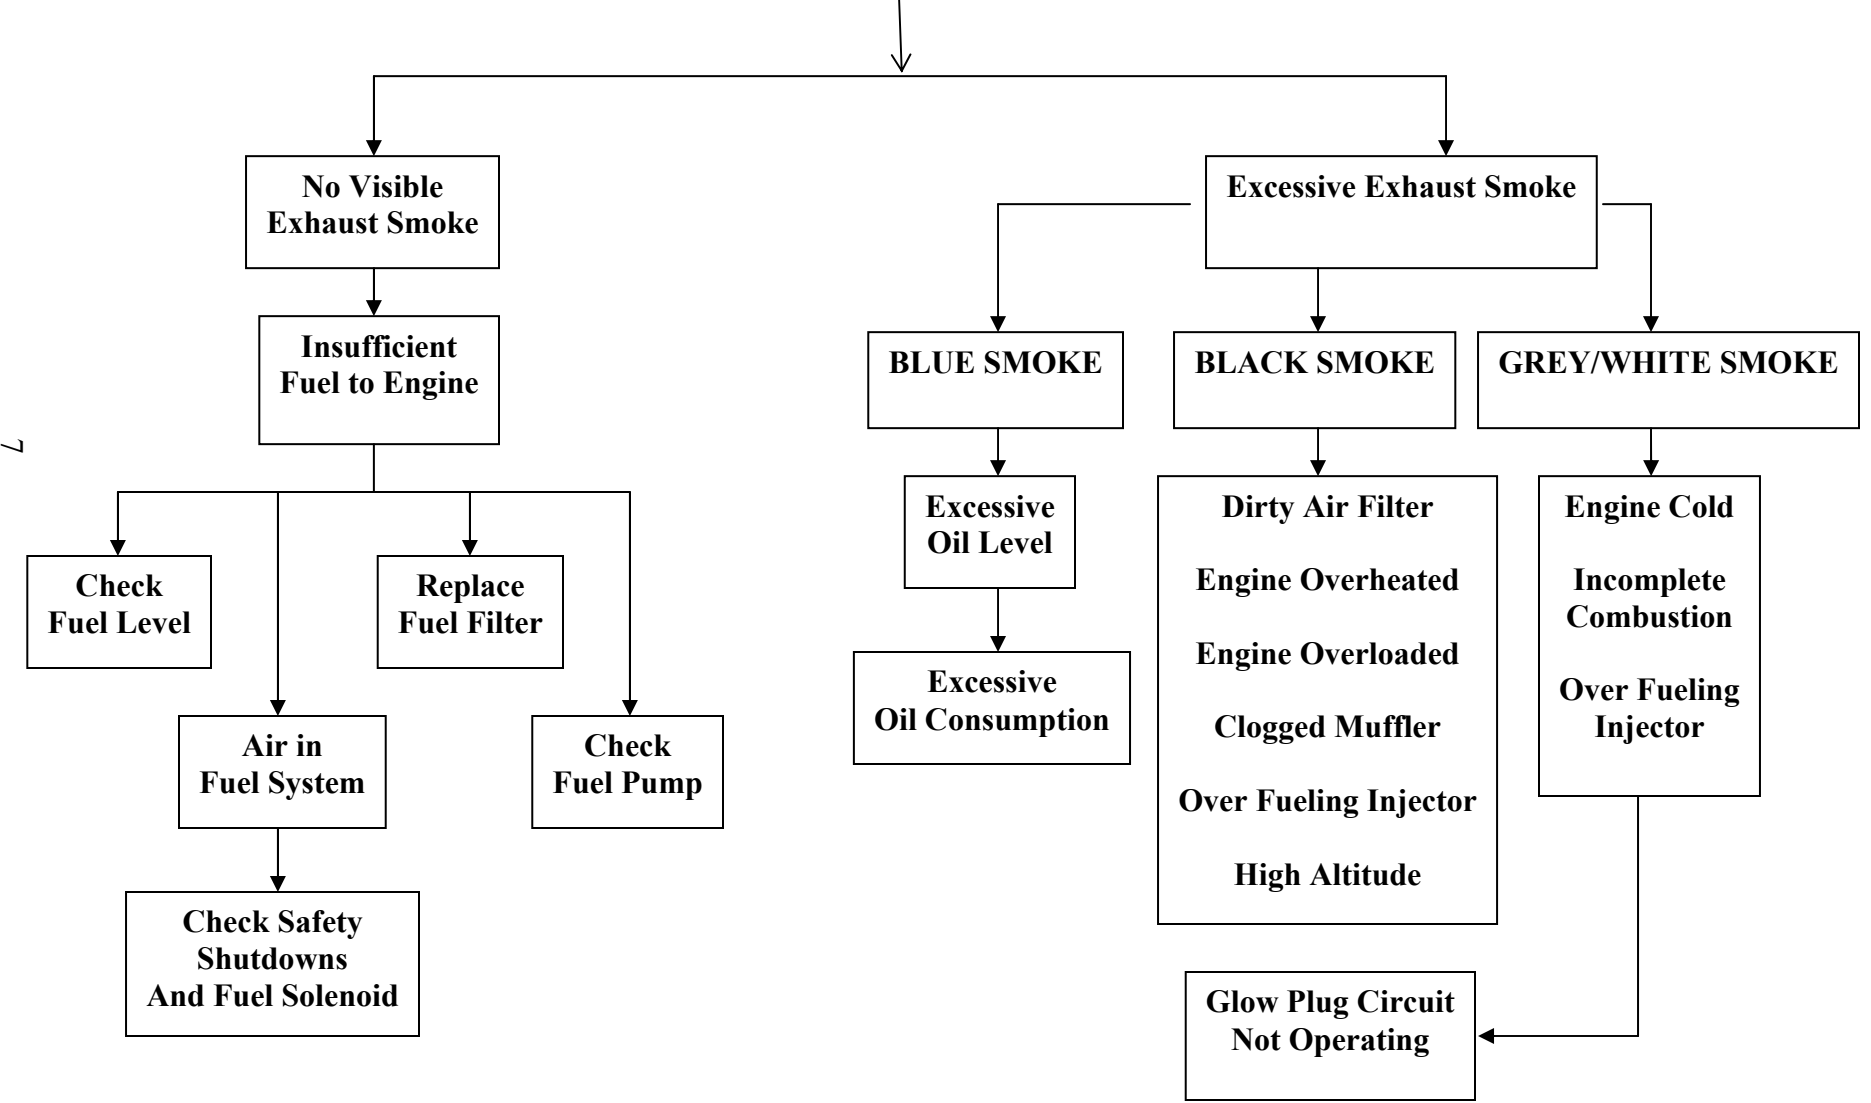 No Visible
Exhaust Smoke
Excessive Exhaust Smoke
Insufficient
Fuel to Engine
BLUE SMOKE
BLACK SMOKE
GREY/WHITE SMOKE
7
Check
Fuel Level
Replace
Fuel Filter
Air in
Fuel System
Check
Fuel Pump
Check Safety
Shutdowns
And Fuel Solenoid
Excessive
Oil Level
Excessive
Oil Consumption
Dirty Air Filter
Engine Overheated
Engine Overloaded
Clogged Muffler
Over Fueling Injector
High Altitude
Engine Cold
Incomplete
Combustion
Over Fueling
Injector
Glow Plug Circuit
Not Operating